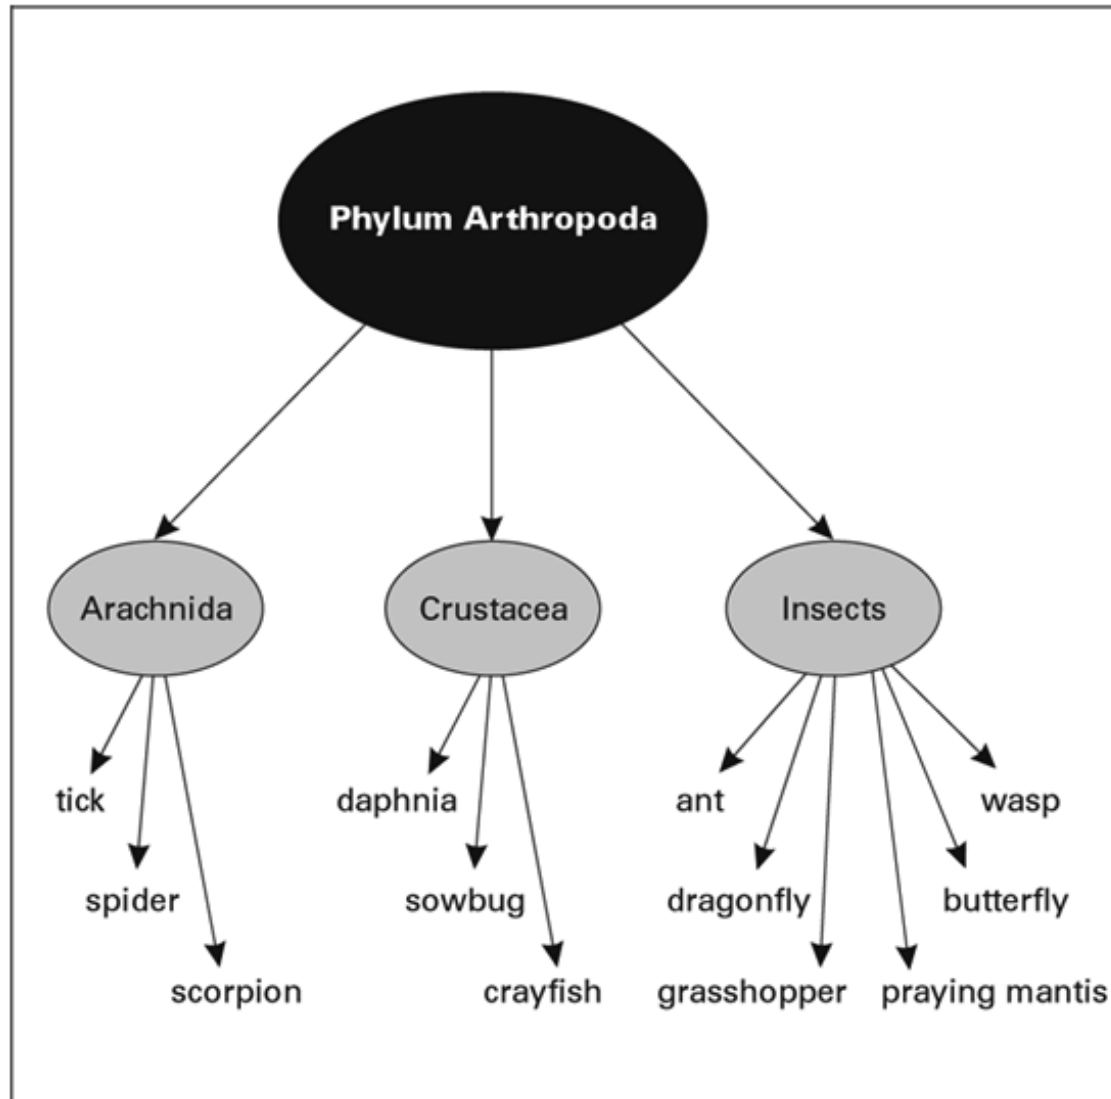 Phylum Arthropoda
Arachnida
Crustacea
Insects
tick
daphnia
ant
wasp
spider
sowbug
dragonfly
butterfly
scorpion
crayfish
grasshopper
praying mantis